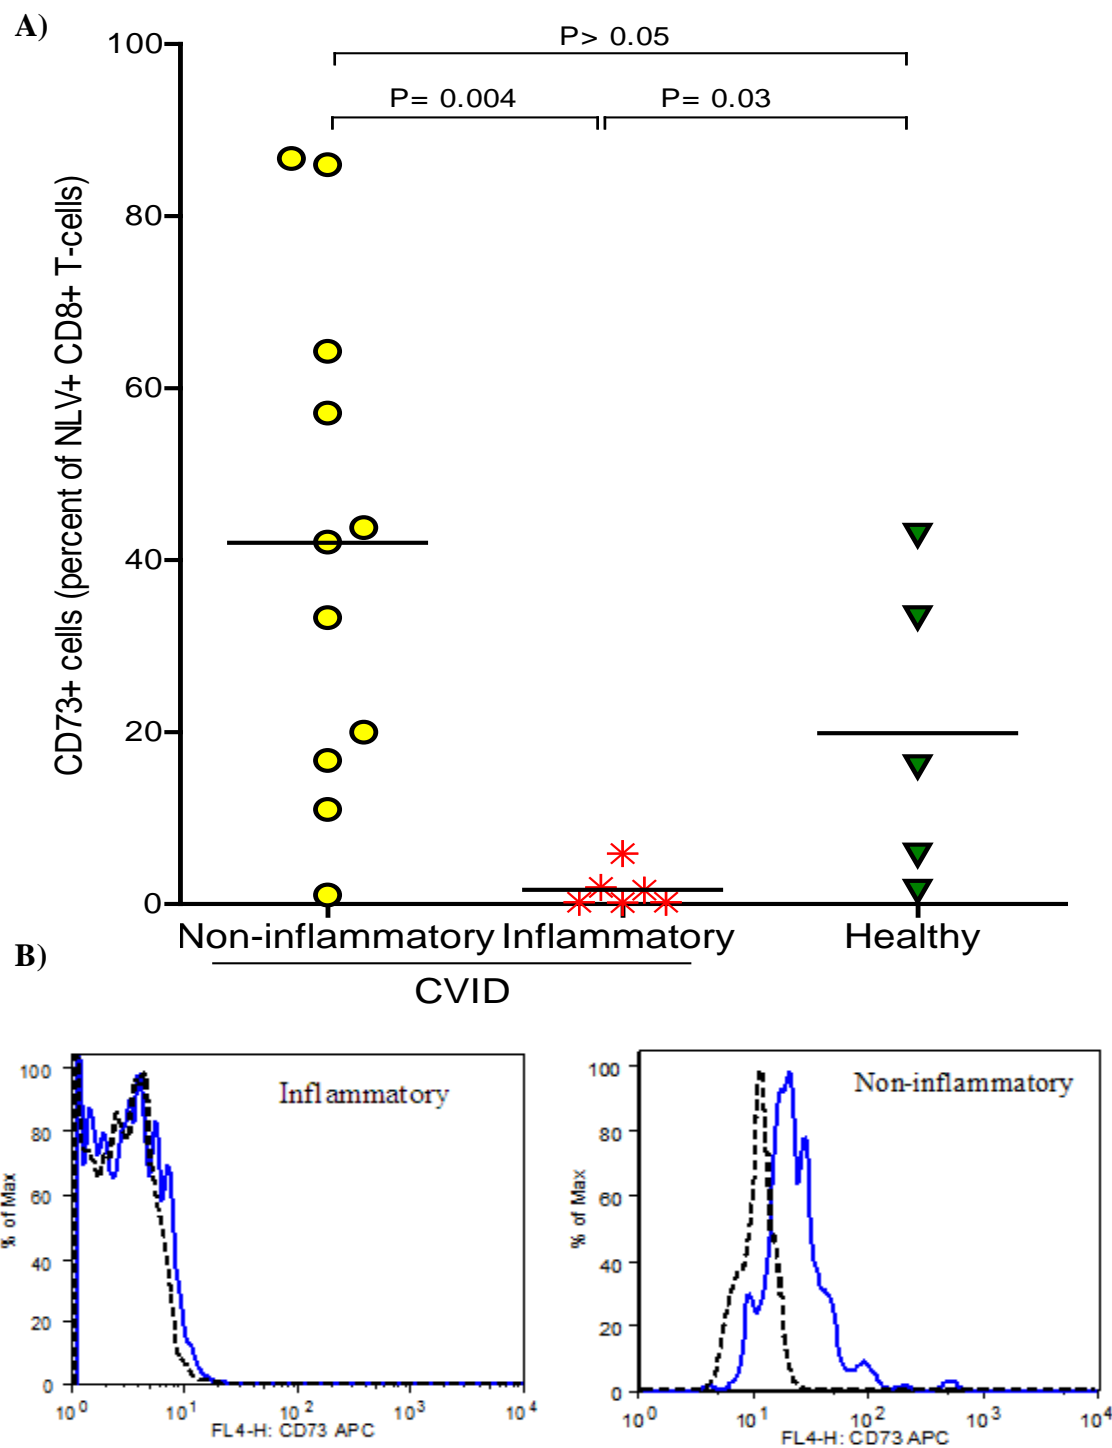 A)
P> 0.05
P= 0.004
P= 0.03
CD73+ cells (percent of NLV+ CD8+ T-cells)
100
80
60
40
20
0
Non-inflammatory Inflammatory Healthy
CVID
B)
Inflammatory
% of Max
100
80
60
40
20
0
10^0 10^1 10^2 10^3 10^4
FL4-H: CD73 APC
Non-inflammatory
% of Max
100
80
60
40
20
0
10^0 10^1 10^2 10^3 10^4
FL4-H: CD73 APC